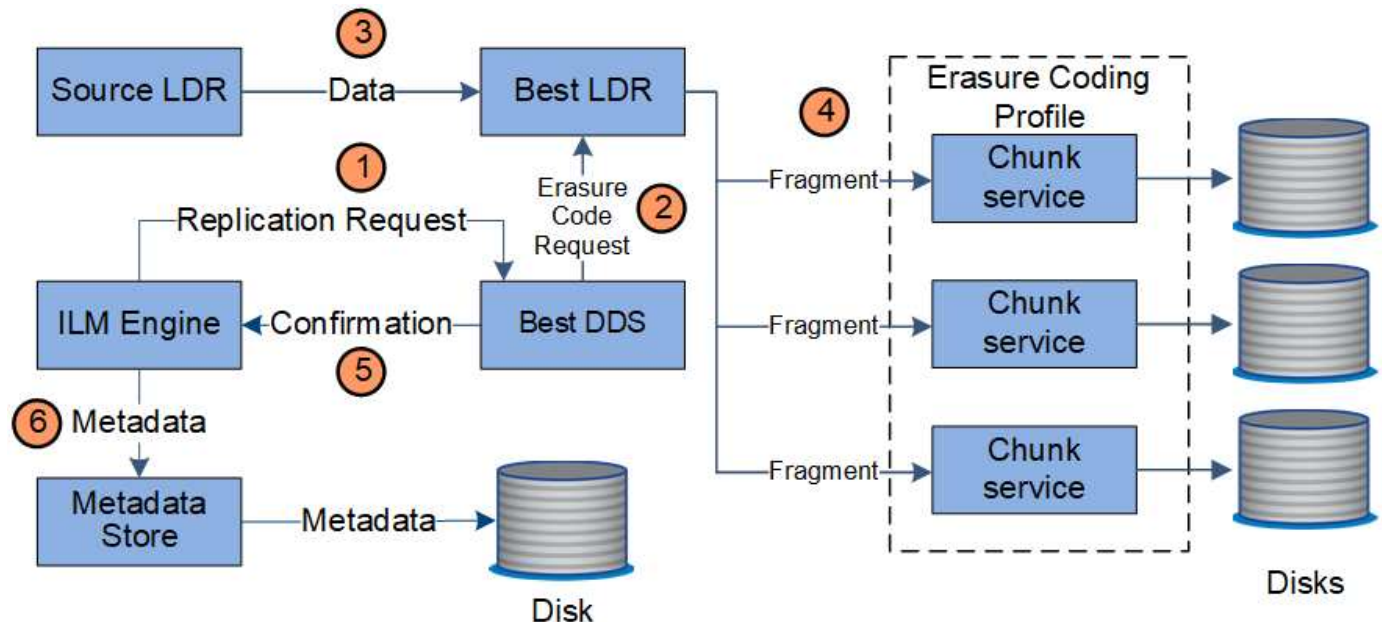 3
Source LDR
Data
Best LDR
1
Replication Request
Erasure
Code
Request
2
ILM Engine
Confirmation
Best DDS
5
6
Metadata
Metadata
Store
Metadata
Disk
4
Erasure Coding
Profile
Fragment
Chunk
service
Fragment
Chunk
service
Fragment
Chunk
service
Disks